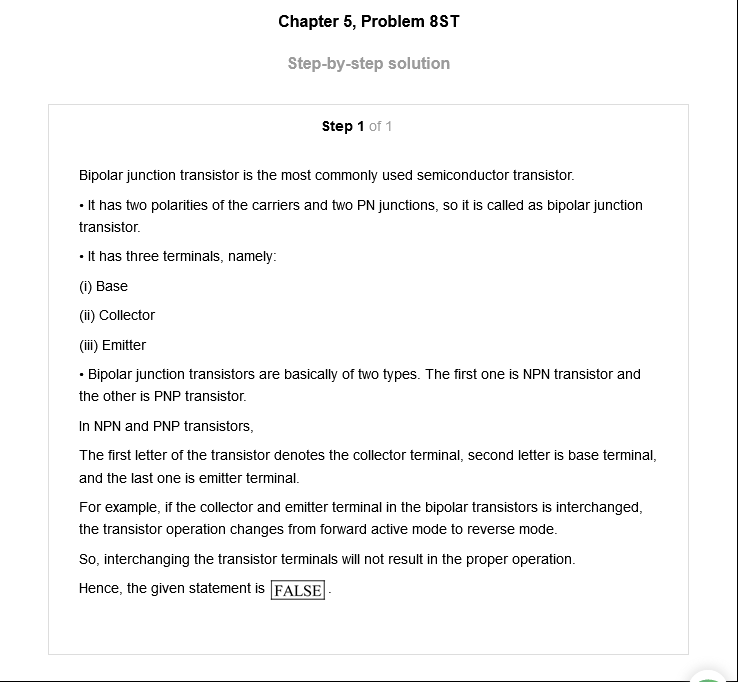 Chapter 5, Problem 8ST
Step-by-step solution
Step 1 of 1
Bipolar junction transistor is the most commonly used semiconductor transistor.
• It has two polarities of the carriers and two PN junctions, so it is called as bipolar junction
transistor.
• It has three terminals, namely:
(i) Base
(ii) Collector
(iii) Emitter
• Bipolar junction transistors are basically of two types. The first one is NPN transistor and
the other is PNP transistor.
In NPN and PNP transistors,
The first letter of the transistor denotes the collector terminal, second letter is base terminal,
and the last one is emitter terminal.
For example, if the collector and emitter terminal in the bipolar transistors is interchanged,
the transistor operation changes from forward active mode to reverse mode.
So, interchanging the transistor terminals will not result in the proper operation.
Hence, the given statement is FALSE.